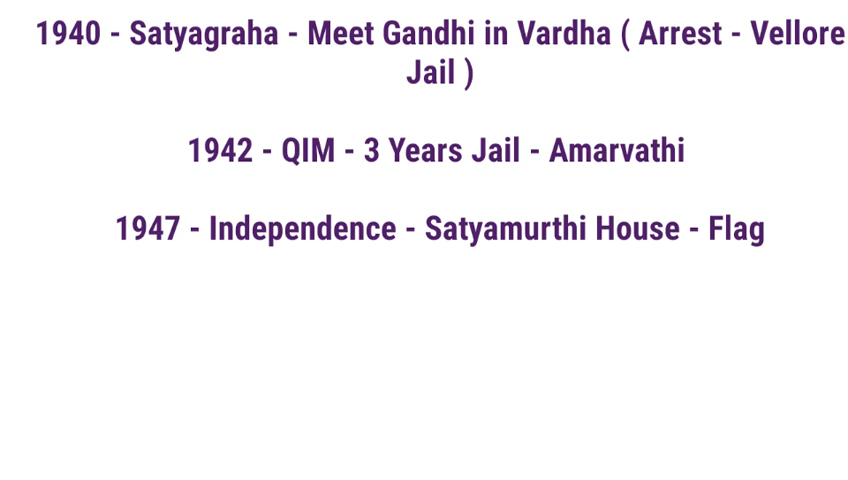 1940 - Satyagraha - Meet Gandhi in Vardha ( Arrest - Vellore
Jail )
1942 - QIM - 3 Years Jail - Amarvathi
1947 - Independence - Satyamurthi House - Flag